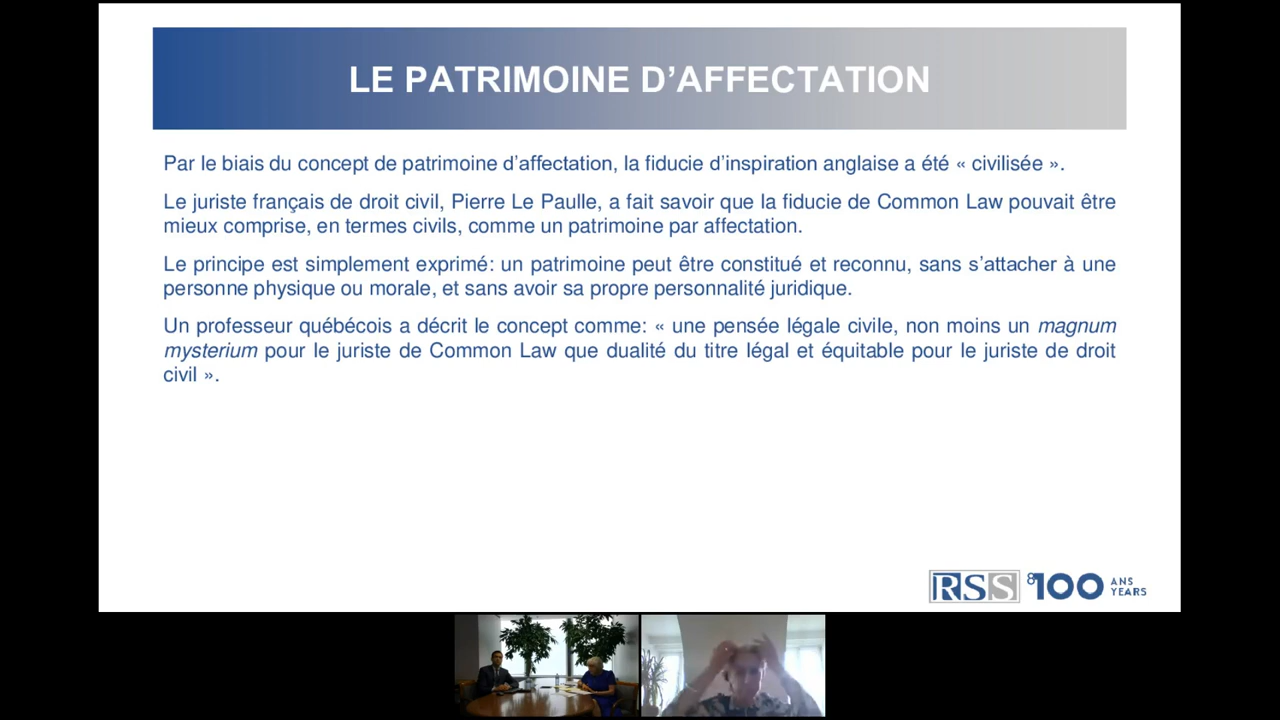 LE PATRIMOINE D’AFFECTATION
Par le biais du concept de patrimoine d’affectation, la fiducie d’inspiration anglaise a été « civilisée ».
Le juriste français de droit civil, Pierre Le Paulle, a fait savoir que la fiducie de Common Law pouvait être
mieux comprise, en termes civils, comme un patrimoine par affectation.
Le principe est simplement exprimé: un patrimoine peut être constitué et reconnu, sans s’attacher à une
personne physique ou morale, et sans avoir sa propre personnalité juridique.
Un professeur québécois a décrit le concept comme: « une pensée légale civile, non moins un magnum
mysterium pour le juriste de Common Law que dualité du titre légal et équitable pour le juriste de droit
civil ».
RSS 100 ANS
YEARS